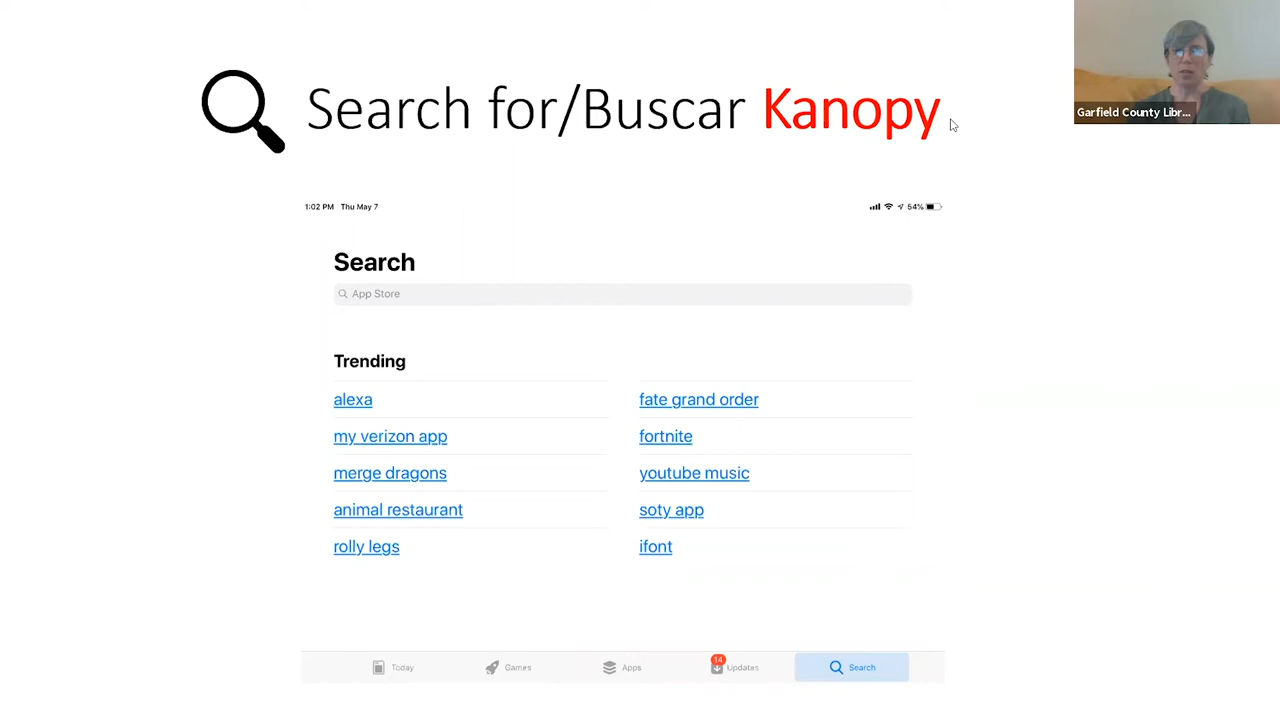 Search for/Buscar Kanopy
Garfield County Libr...
1:02 PM Thu May 7
54%
Search
App Store
Trending
alexa
fate grand order
my verizon app
fortnite
merge dragons
youtube music
animal restaurant
soty app
rolly legs
ifont
Today
Games
Apps
14
Updates
Search